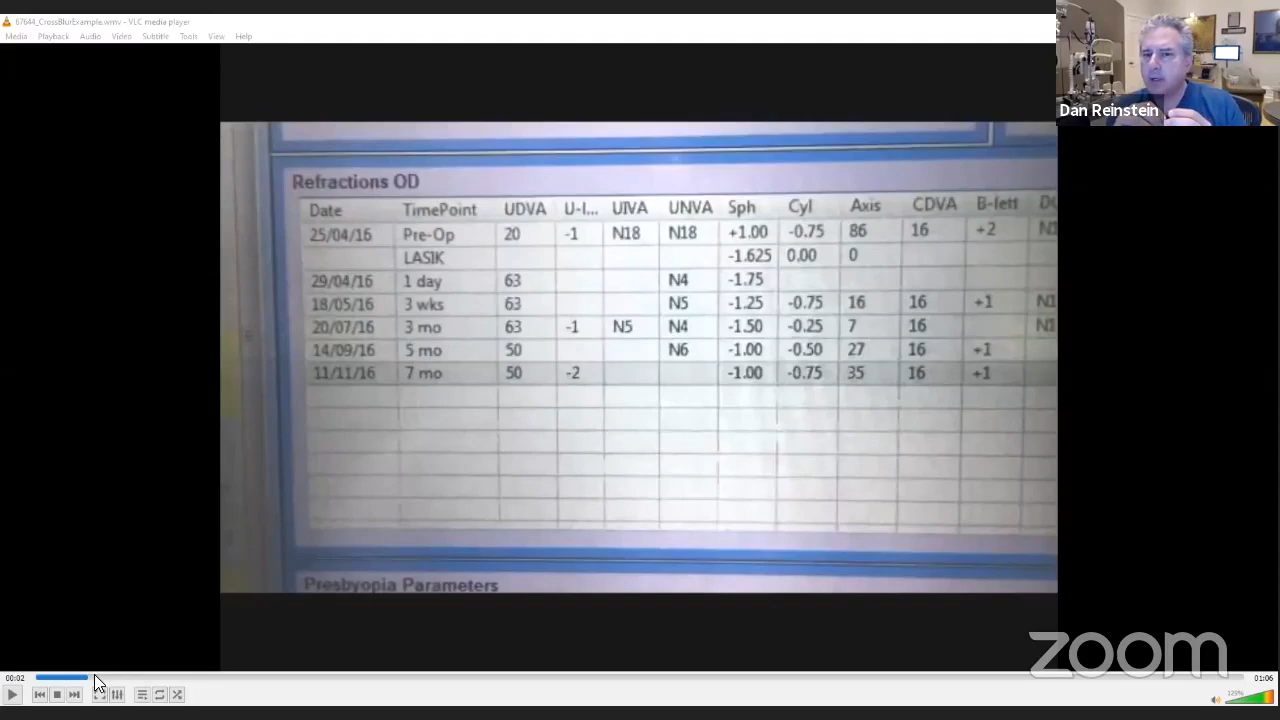 67644_CrossBlurExample.wmv - VLC media player
Media Playback Audio Video Subtitle Tools View Help
Dan Reinstein
Refractions OD
Date TimePoint UDVA U-l... UIVA UNVA Sph Cyl Axis CDVA B-lett
25/04/16 Pre-Op 20 -1 N18 N18 +1.00 -0.75 86 16 +2
LASIK -1.625 0.00 0
29/04/16 1 day 63 N4 -1.75
18/05/16 3 wks 63 N5 -1.25 -0.75 16 16 +1
20/07/16 3 mo 63 -1 N5 N4 -1.50 -0.25 7 16
14/09/16 5 mo 50 N6 -1.00 -0.50 27 16 +1
11/11/16 7 mo 50 -2 -1.00 -0.75 35 16 +1
Presbyopia Parameters
zoom
00:02 01:06
125%